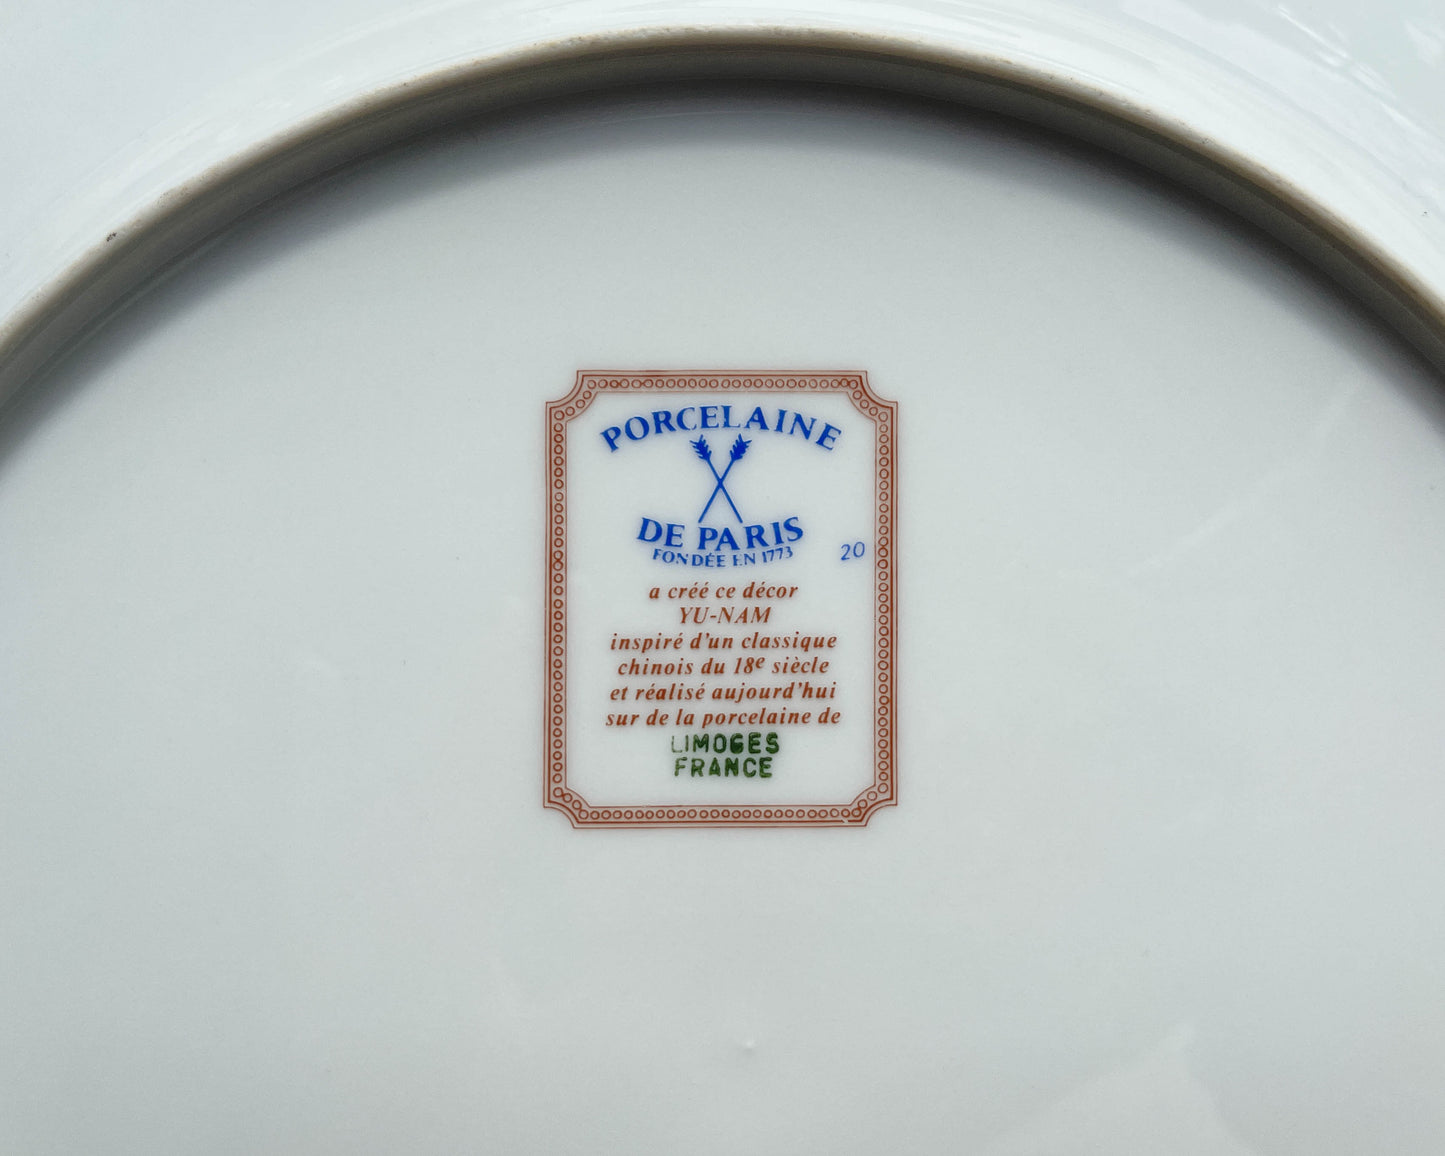 PORCELAINE
DE PARIS
FONDÉE EN 1773
20
a créé ce décor
YU-NAM
inspiré d'un classique
chinois du 18e siècle
et réalisé aujourd'hui
sur de la porcelaine de
LIMOGES
FRANCE